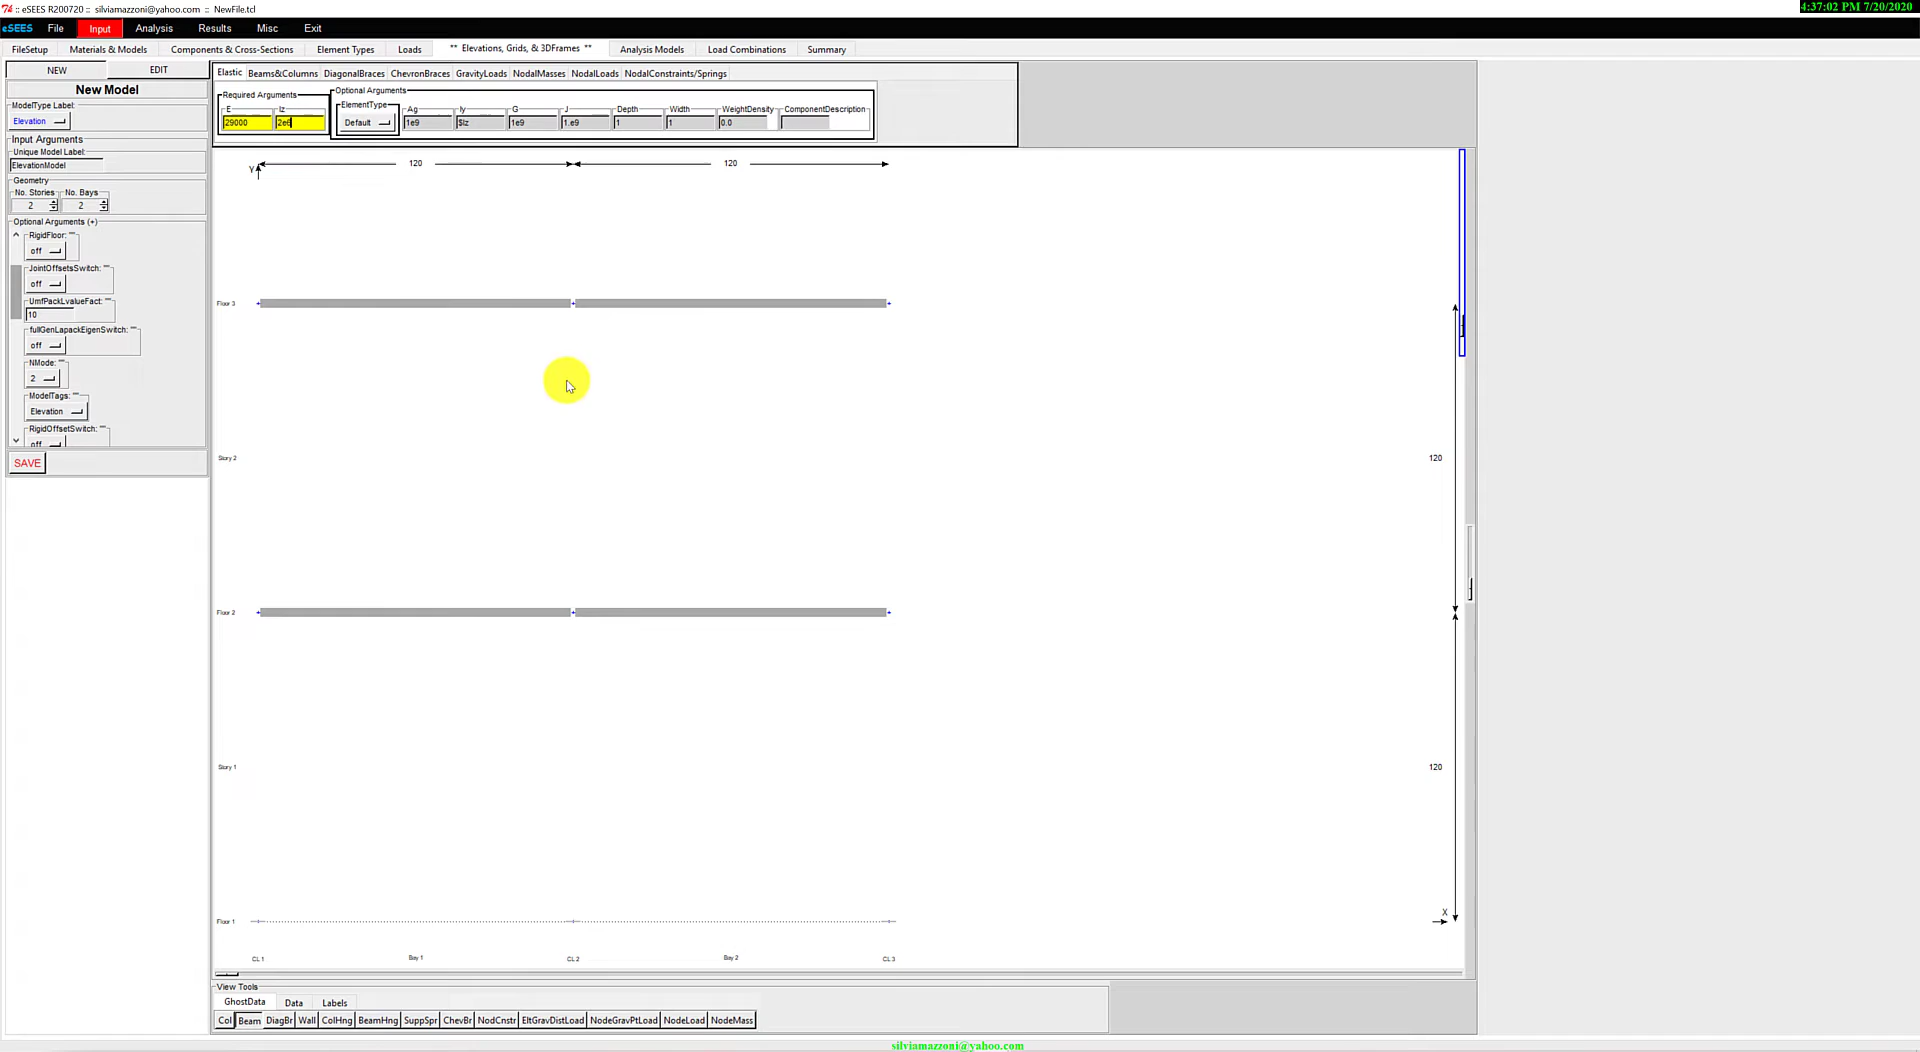 :: eSEES R200720 :: silviamazzoni@yahoo.com :: NewFile.tcl
4:37:02 PM 7/20/2020
eSEES File Input Analysis Results Misc Exit
FileSetup Materials & Models Components & Cross-Sections Element Types Loads ** Elevations, Grids, & 3DFrames ** Analysis Models Load Combinations Summary
NEW EDIT
New Model
ModelType Label:
Elevation
Input Arguments
Unique Model Label:
ElevationModel
Geometry
No. Stories No. Bays
2 2
Optional Arguments (+)
RigidFloor: ""
off
JointOffsetsSwitch: ""
off
UmfPackLvalueFact: ""
10
fullGenLapackEigenSwitch: ""
off
NMode: ""
2
ModelTags: ""
Elevation
RigidOffsetSwitch: ""
off
SAVE
Elastic Beams&Columns DiagonalBraces ChevronBraces GravityLoads NodalMasses NodalLoads NodalConstraints/Springs
Required Arguments Optional Arguments
E Iz ElementType Ag Iy G J Depth Width WeightDensity ComponentDescription
29000 2e6 Default 1e9 $Iz 1e9 1.e9 1 1 0.0
120 120
Y
Floor 3
Story 2 120
Floor 2
Story 1 120
X
Floor 1
CL 1 Bay 1 CL 2 Bay 2 CL 3
View Tools
GhostData Data Labels
Col Beam DiagBr Wall ColHng BeamHng SuppSpr ChevBr NodCnstr EltGravDistLoad NodeGravPtLoad NodeLoad NodeMass
silviamazzoni@yahoo.com